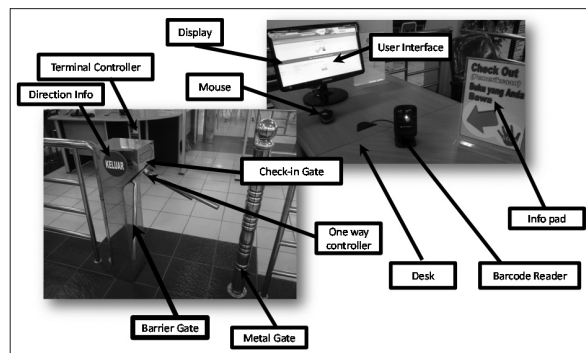 Display
User Interface
Terminal Controller
Mouse
Direction Info
Check Out
Buku yang Anda
Bawa
KELUAR
Check-in Gate
One way
controller
Info pad
Desk
Barcode Reader
Barrier Gate
Metal Gate